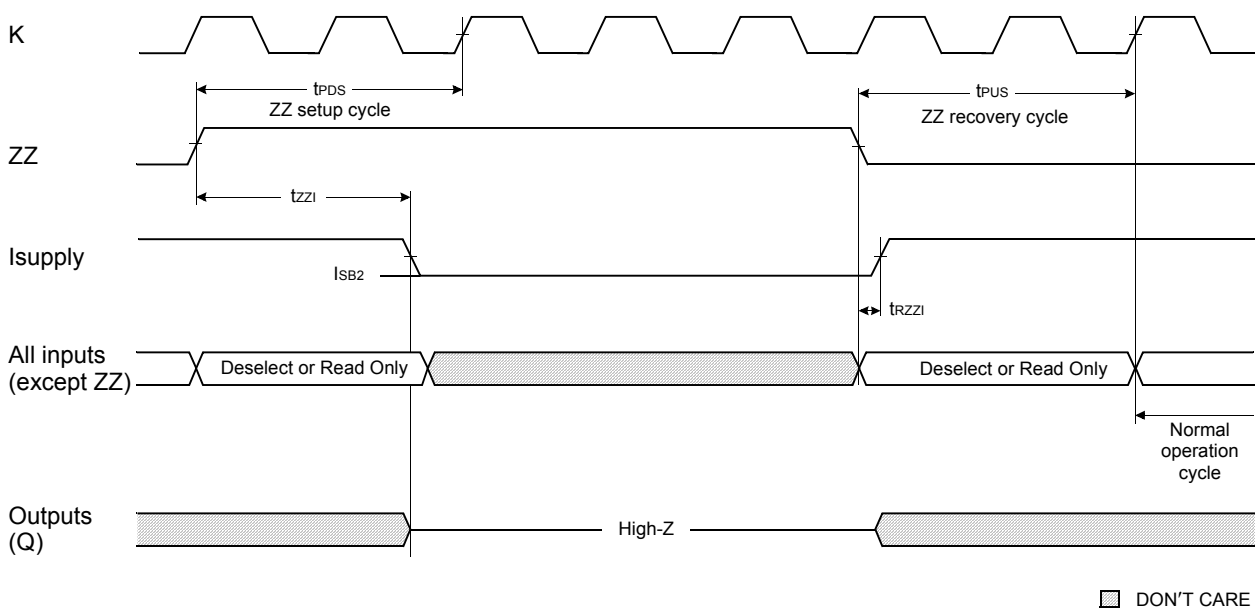 K
tPDS
ZZ setup cycle
tPUS
ZZ recovery cycle
ZZ
tZZI
Isupply
ISB2
tRZZI
All inputs
(except ZZ)
Deselect or Read Only
Deselect or Read Only
Normal
operation
cycle
Outputs
(Q)
High-Z
DON'T CARE